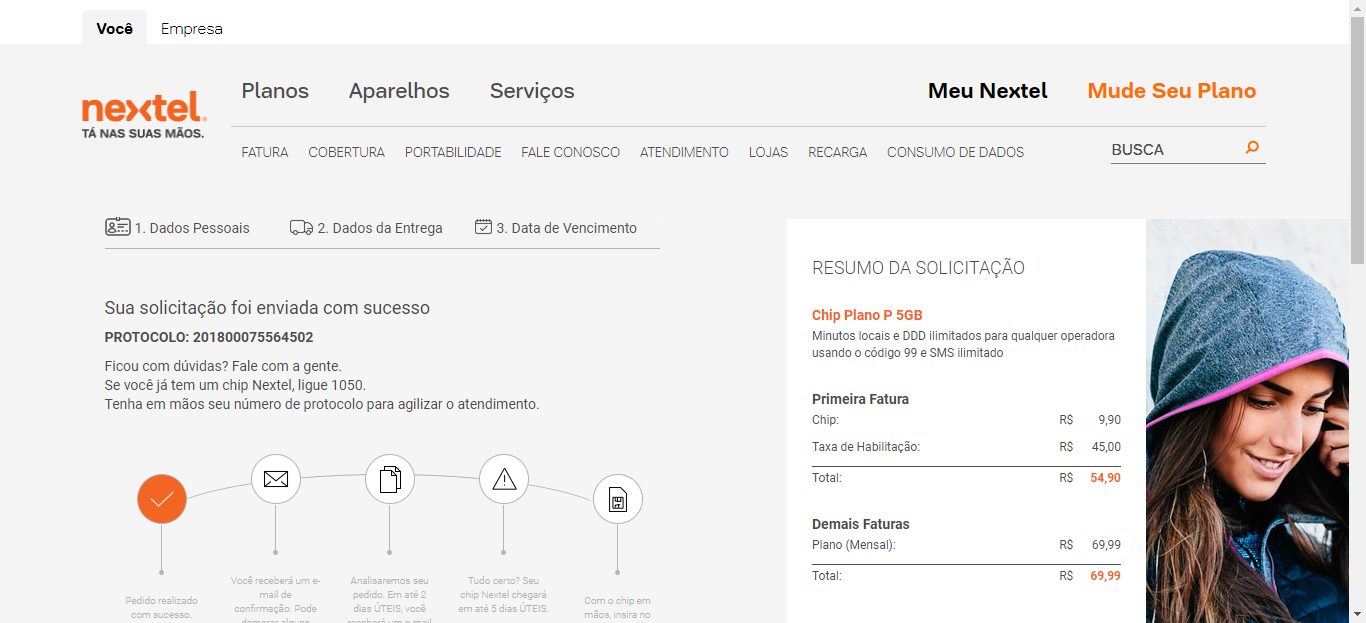 Você Empresa
nextel
TÁ NAS SUAS MÃOS.
Planos Aparelhos Serviços
Meu Nextel Mude Seu Plano
FATURA COBERTURA PORTABILIDADE FALE CONOSCO ATENDIMENTO LOJAS RECARGA CONSUMO DE DADOS
BUSCA
1. Dados Pessoais 2. Dados da Entrega 3. Data de Vencimento
Sua solicitação foi enviada com sucesso
PROTOCOLO: 201800075564502
Ficou com dúvidas? Fale com a gente.
Se você já tem um chip Nextel, ligue 1050.
Tenha em mãos seu número de protocolo para agilizar o atendimento.
Pedido realizado
com sucesso.
Você receberá um e-
mail de
confirmação. Pode
demorar alguns
Analisaremos seu
pedido. Em até 2
dias ÚTEIS, você
receberá um e-mail
Tudo certo? Seu
chip Nextel chegará
em até 5 dias ÚTEIS.
Com o chip em
mãos, insira no
RESUMO DA SOLICITAÇÃO
Chip Plano P 5GB
Minutos locais e DDD ilimitados para qualquer operadora
usando o código 99 e SMS ilimitado
Primeira Fatura
Chip: R$ 9,90
Taxa de Habilitação: R$ 45,00
Total: R$ 54,90
Demais Faturas
Plano (Mensal): R$ 69,99
Total: R$ 69,99